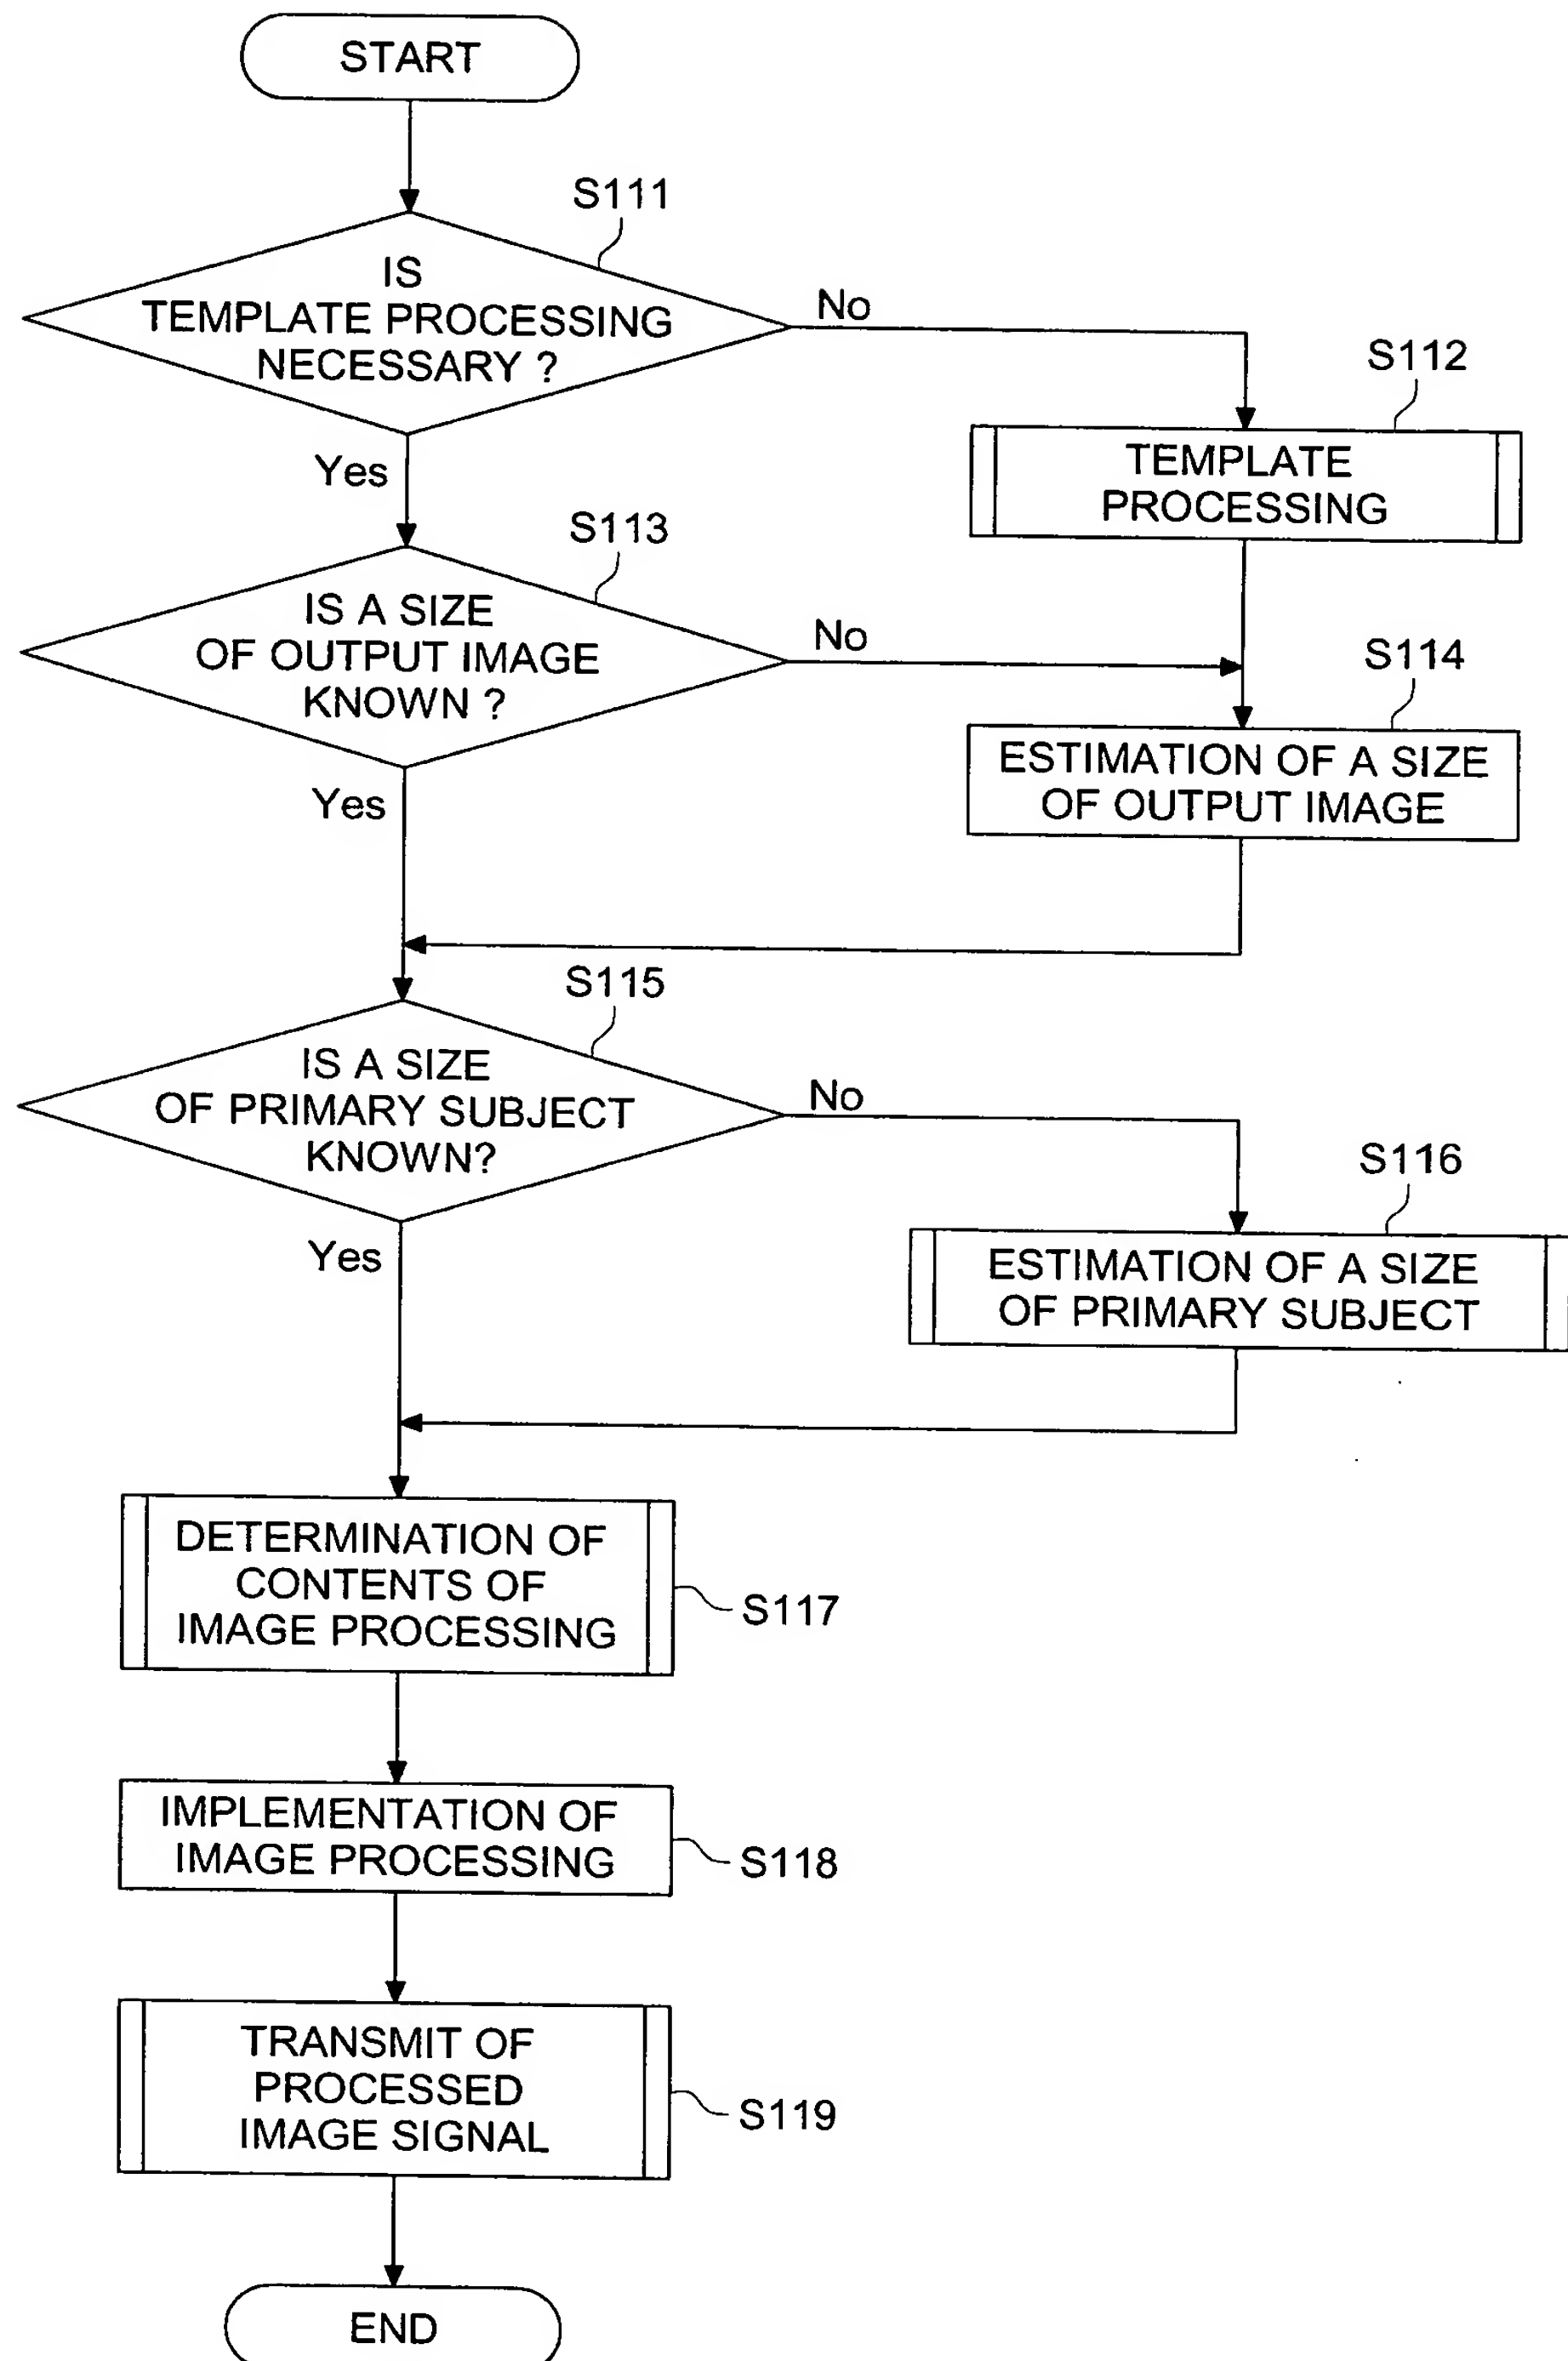 START
S111
IS
TEMPLATE PROCESSING
NECESSARY ?
No
Yes
S112
TEMPLATE
PROCESSING
S113
IS A SIZE
OF OUTPUT IMAGE
KNOWN ?
No
Yes
S114
ESTIMATION OF A SIZE
OF OUTPUT IMAGE
S115
IS A SIZE
OF PRIMARY SUBJECT
KNOWN?
No
Yes
S116
ESTIMATION OF A SIZE
OF PRIMARY SUBJECT
DETERMINATION OF
CONTENTS OF
IMAGE PROCESSING
S117
IMPLEMENTATION OF
IMAGE PROCESSING
S118
TRANSMIT OF
PROCESSED
IMAGE SIGNAL
S119
END